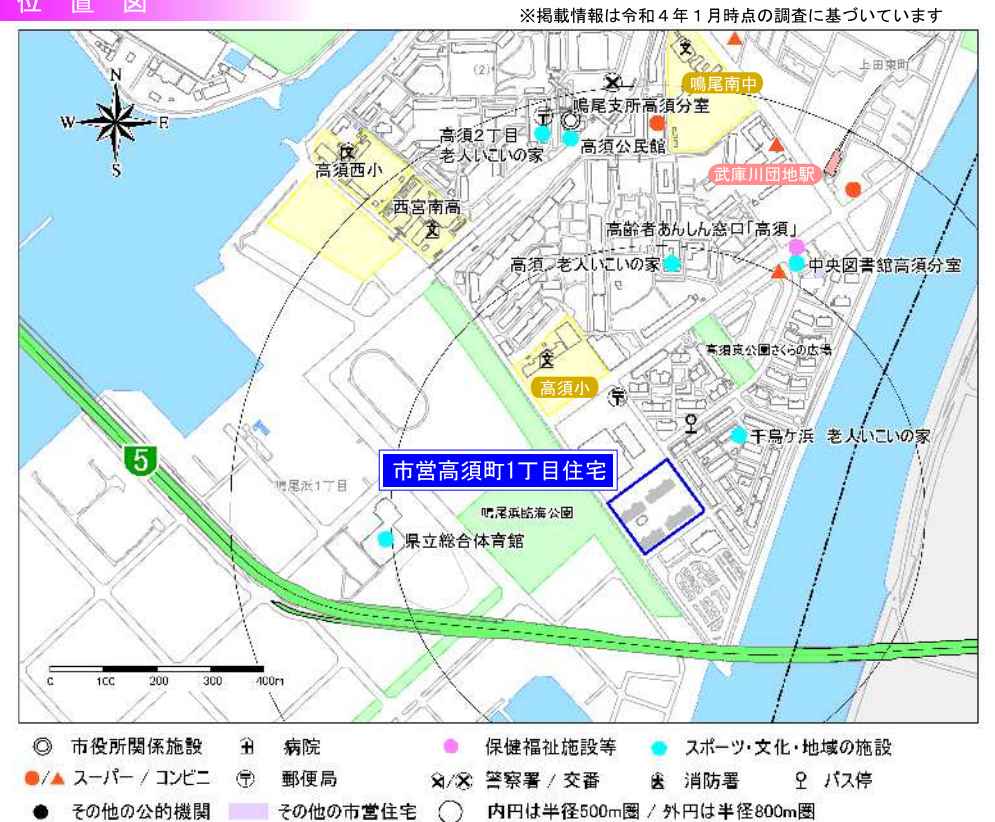 位置図
※掲載情報は令和4年1月時点の調査に基づいています
N
W
E
S
(2)
上田東町
鳴尾南中
鳴尾支所高須分室
高須2丁目
老人いこいの家
高須公民館
高須西小
武庫川団地駅
西宮南高
高齢者あんしん窓口「高須」
高須 老人いこいの家
中央図書館高須分室
高須東公園さくらの広場
高須小
千鳥ケ浜 老人いこいの家
5
市営高須町1丁目住宅
鳴尾浜1丁目
鳴尾浜臨海公園
県立総合体育館
0 100 200 300 400m
市役所関係施設 病院 保健福祉施設等 スポーツ・文化・地域の施設
スーパー / コンビニ 郵便局 警察署 / 交番 消防署 バス停
その他の公的機関 その他の市営住宅 内円は半径500m圏 / 外円は半径800m圏